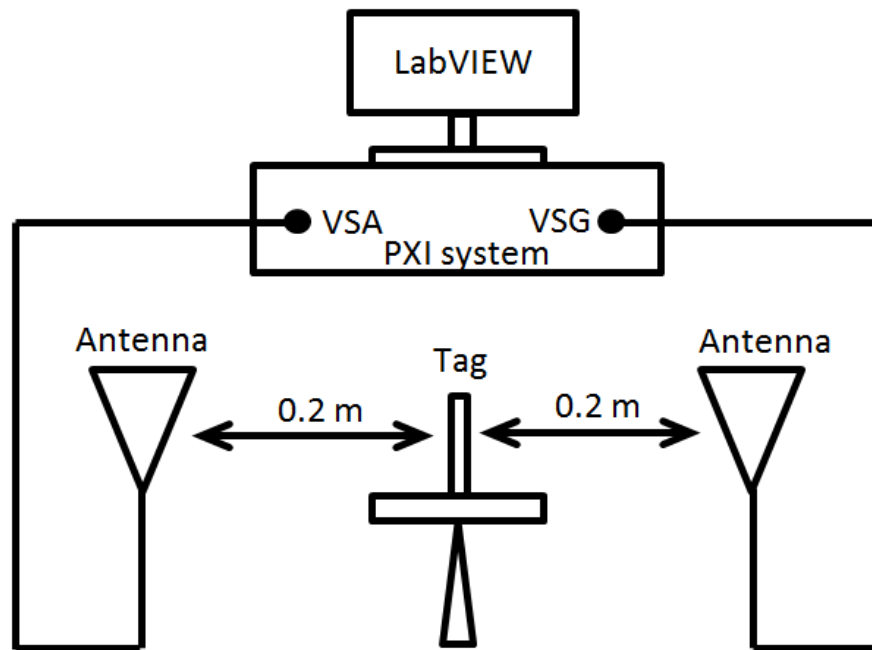 LabVIEW
VSA
VSG
PXI system
Antenna
Tag
Antenna
0.2 m
0.2 m